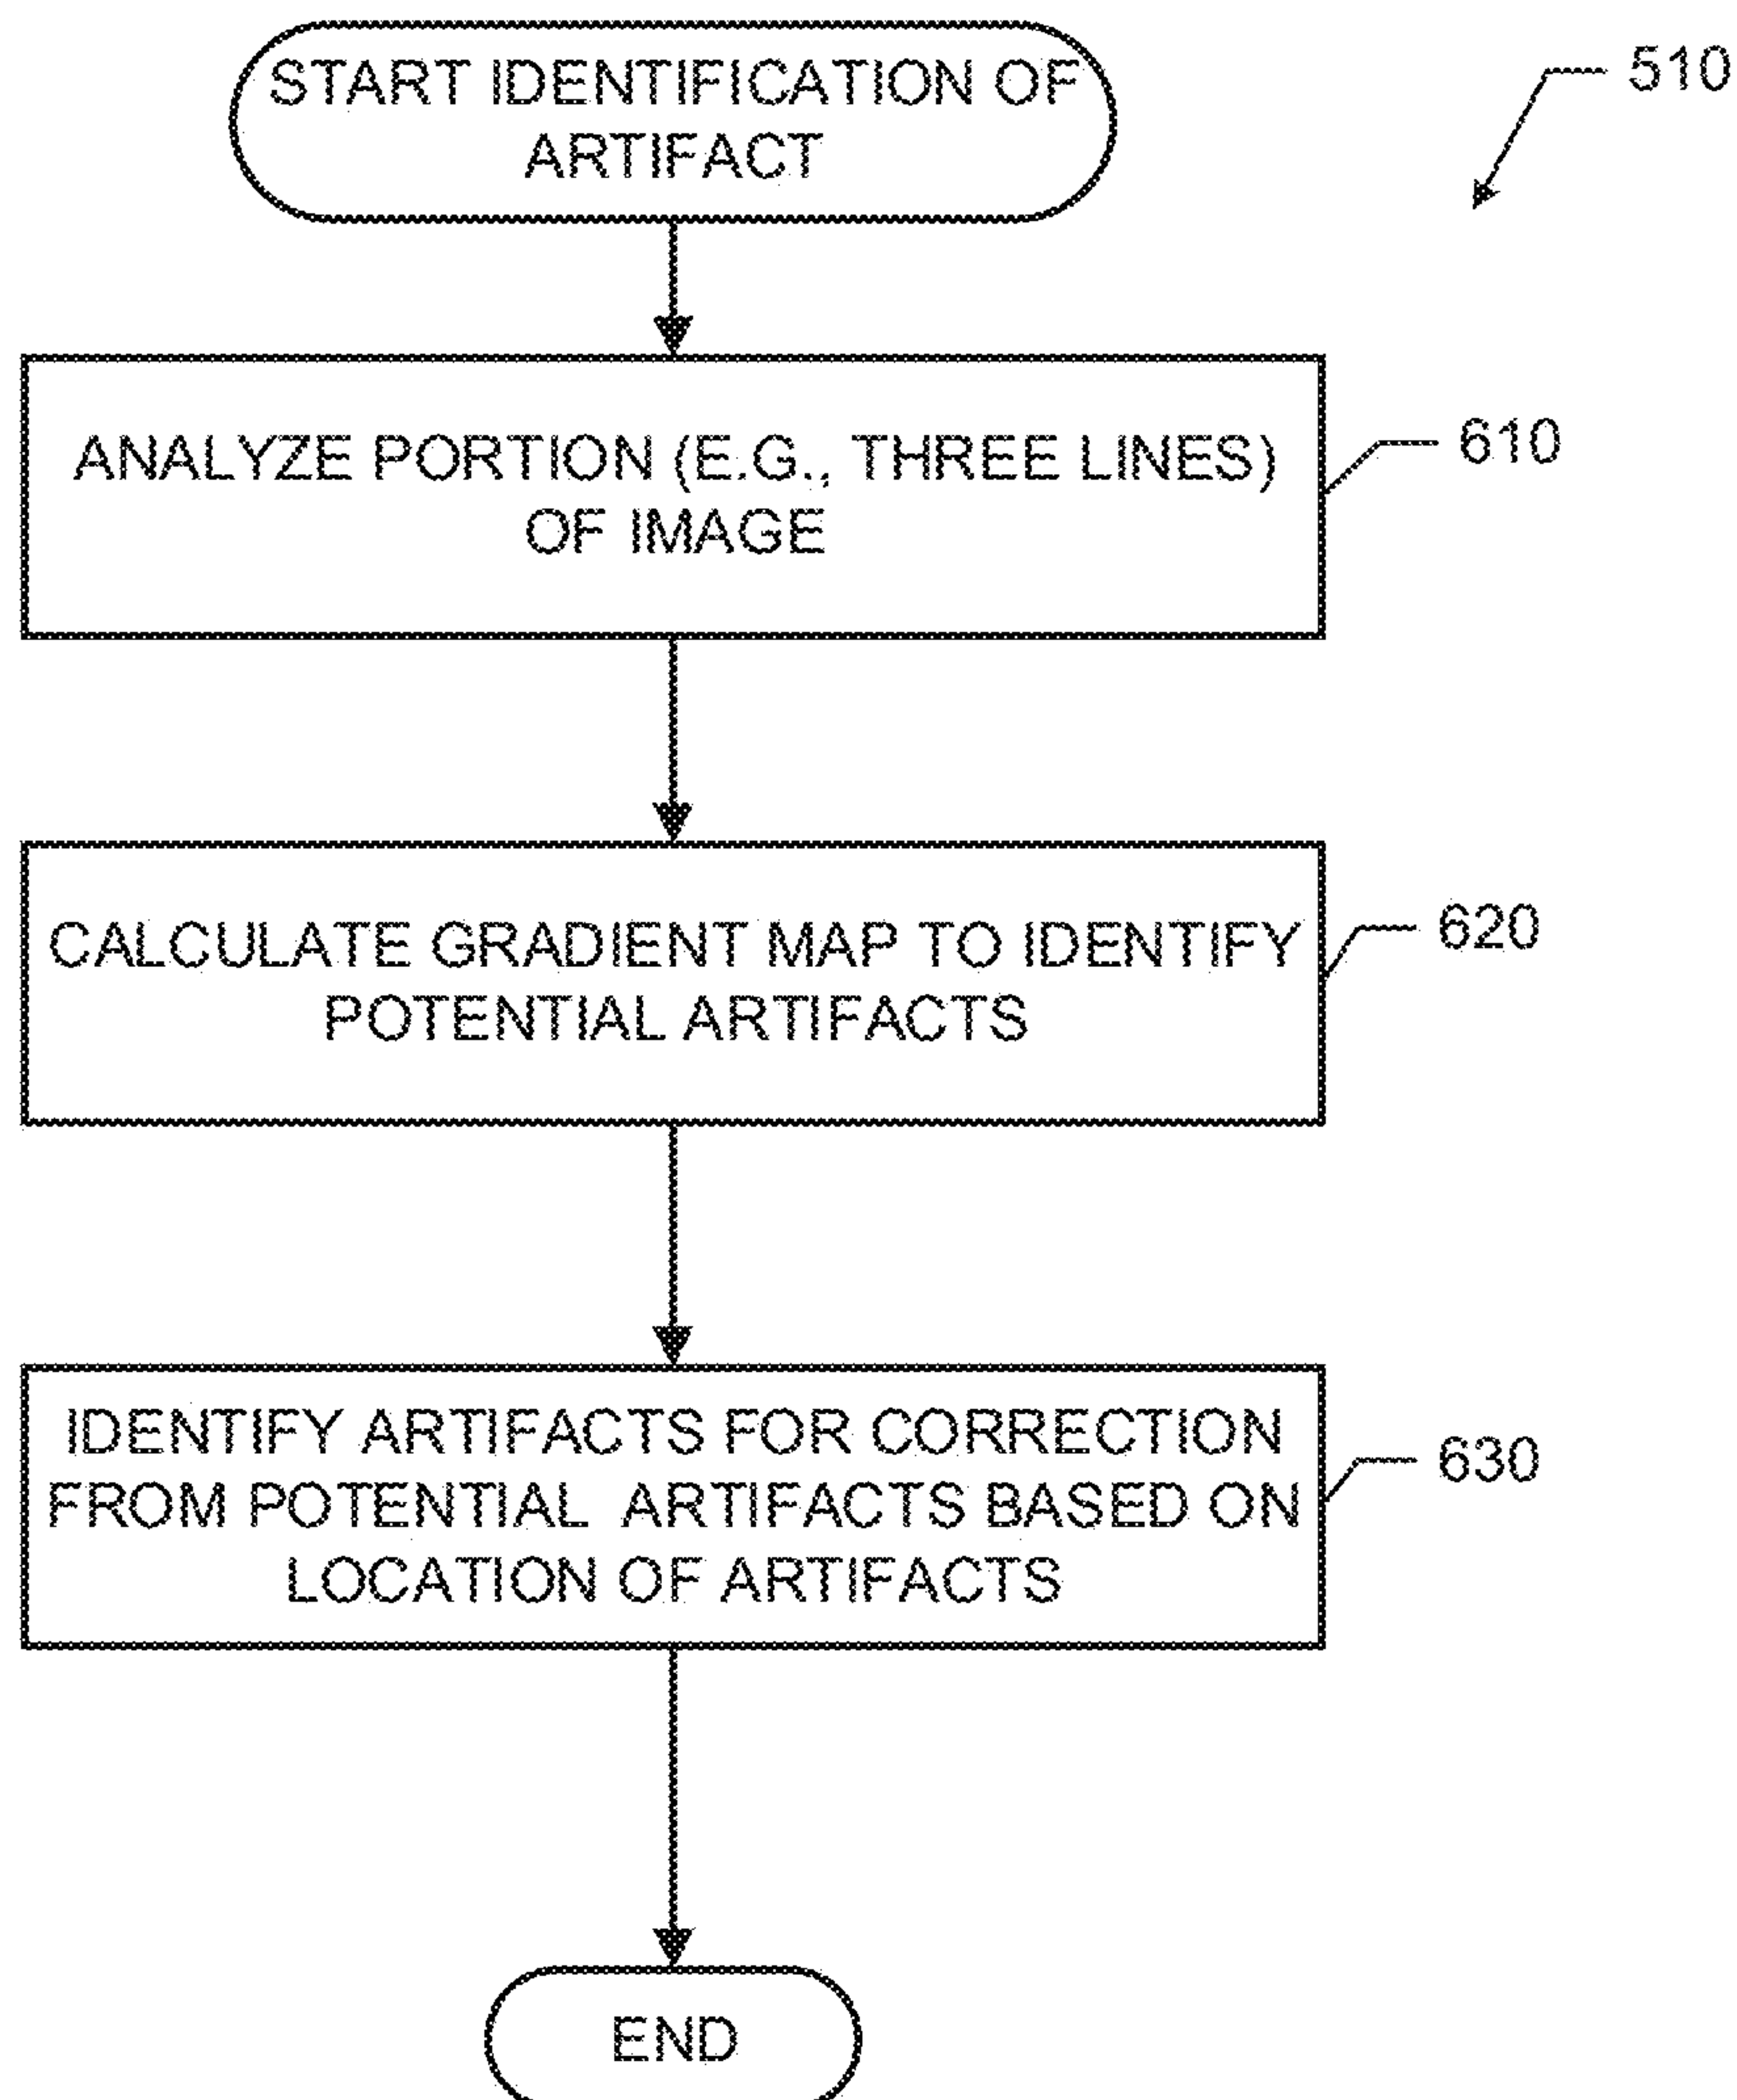 START IDENTIFICATION OF
ARTIFACT
510
ANALYZE PORTION (E.G., THREE LINES)
OF IMAGE
610
CALCULATE GRADIENT MAP TO IDENTIFY
POTENTIAL ARTIFACTS
620
IDENTIFY ARTIFACTS FOR CORRECTION
FROM POTENTIAL ARTIFACTS BASED ON
LOCATION OF ARTIFACTS
630
END